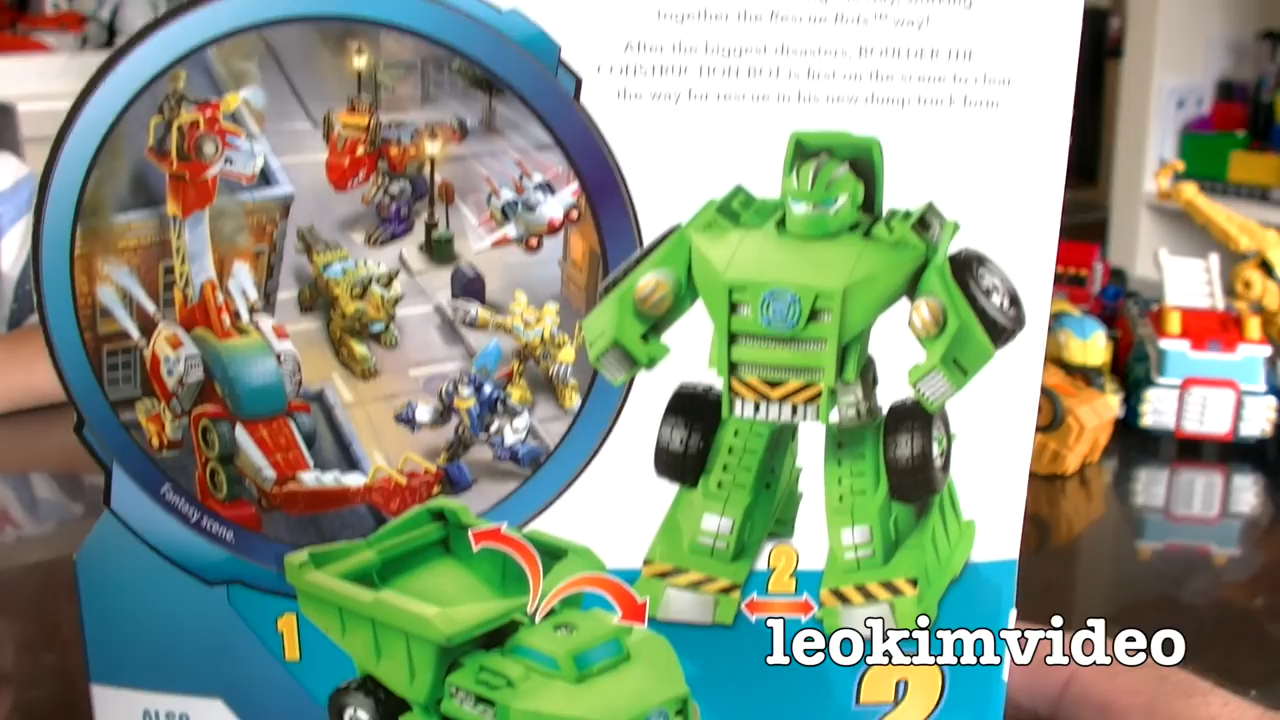 together the Rescue Bots™ way!
After the biggest disasters, BOULDER THE
CONSTRUCTION BOT is first on the scene to clear
the way for rescue in his new dump truck form
Fantasy scene.
1
2
2
ALSO
leokimvideo